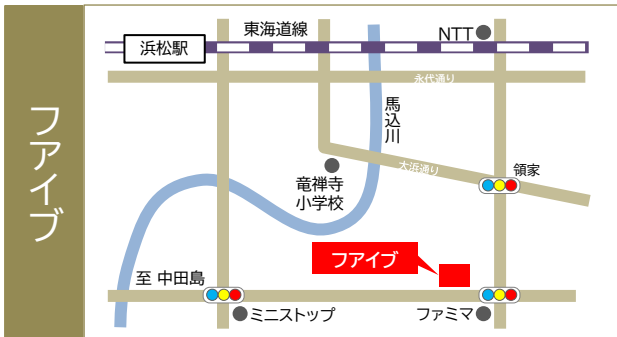 フアイブ
東海道線
NTT
浜松駅
永代通り
馬込川
大浜通り
領家
竜禅寺
小学校
フアイブ
至 中田島
ミニストップ
ファミマ